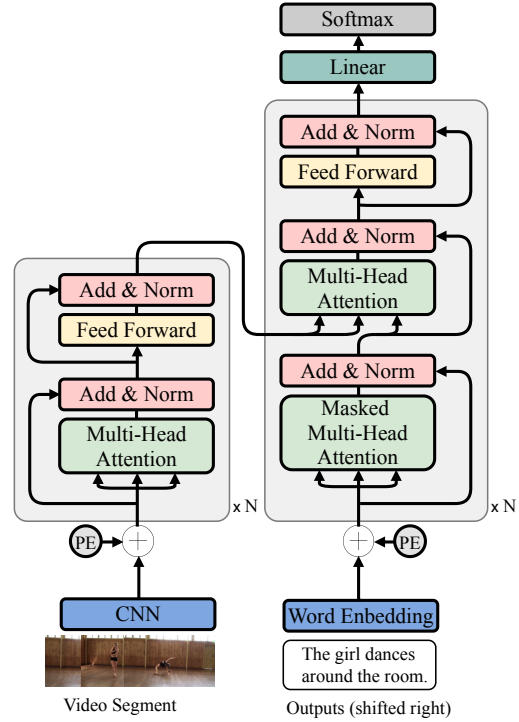 Softmax
Linear
Add & Norm
Feed Forward
Add & Norm
Multi-Head
Attention
Add & Norm
Masked
Multi-Head
Attention
x N
PE
Word Enbedding
The girl dances
around the room.
Outputs (shifted right)
Add & Norm
Feed Forward
Add & Norm
Multi-Head
Attention
x N
PE
CNN
Video Segment